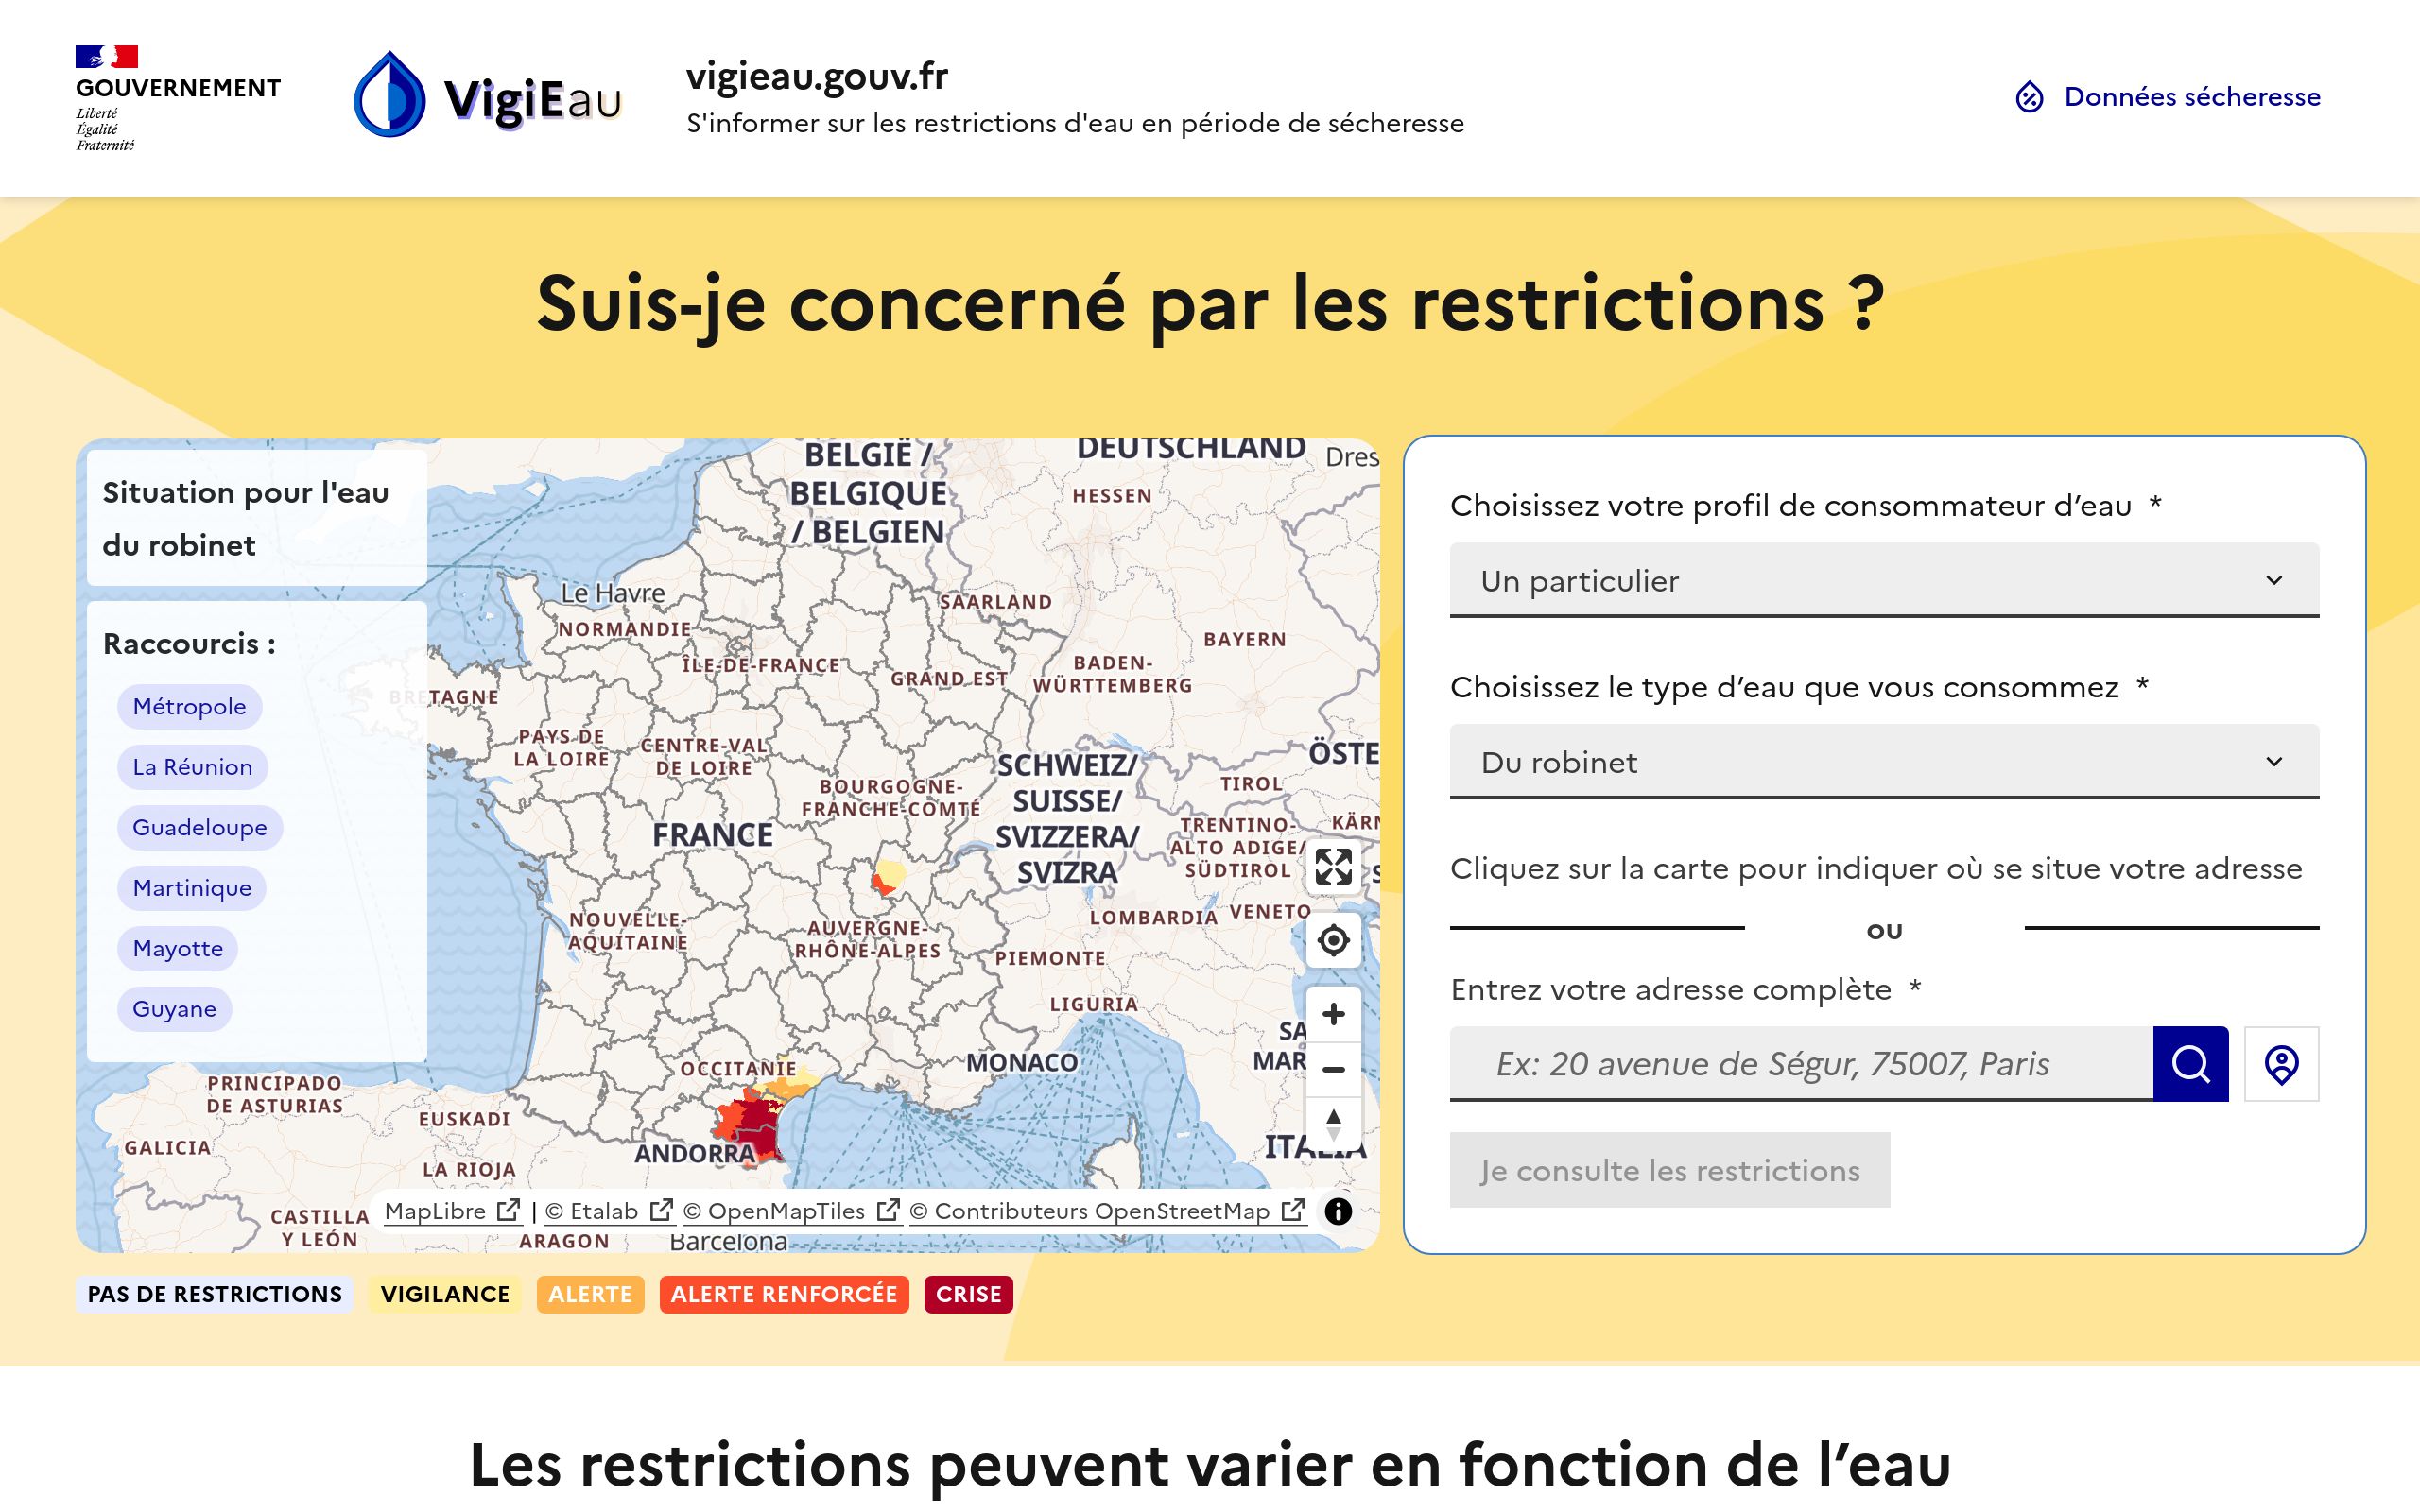 GOUVERNEMENT
Liberté
Égalité
Fraternité
VigiEau
vigieau.gouv.fr
S'informer sur les restrictions d'eau en période de sécheresse
Données sécheresse
Suis-je concerné par les restrictions ?
Situation pour l'eau
du robinet
Raccourcis :
Métropole
La Réunion
Guadeloupe
Martinique
Mayotte
Guyane
BELGIË /
BELGIQUE
/ BELGIEN
DEUTSCHLAND
Dres
HESSEN
Le Havre
NORMANDIE
SAARLAND
ÎLE-DE-FRANCE
GRAND EST
BADEN-
WÜRTTEMBERG
BAYERN
BRETAGNE
PAYS DE
LA LOIRE
CENTRE-VAL
DE LOIRE
BOURGOGNE-
FRANCHE-COMTÉ
SCHWEIZ/
SUISSE/
SVIZZERA/
SVIZRA
ÖSTE
TIROL
FRANCE
TRENTINO-
ALTO ADIGE/
SÜDTIROL
KÄRN
S
NOUVELLE-
AQUITAINE
AUVERGNE-
RHÔNE-ALPES
LOMBARDIA
VENETO
PIEMONTE
LIGURIA
SA
MAR
MONACO
OCCITANIE
PRINCIPADO
DE ASTURIAS
EUSKADI
GALICIA
LA RIOJA
ANDORRA
ITALIA
CASTILLA
Y LEÓN
ARAGON
Barcelona
MapLibre | © Etalab © OpenMapTiles © Contributeurs OpenStreetMap
PAS DE RESTRICTIONS
VIGILANCE
ALERTE
ALERTE RENFORCÉE
CRISE
Choisissez votre profil de consommateur d’eau *
Un particulier
Choisissez le type d’eau que vous consommez *
Du robinet
Cliquez sur la carte pour indiquer où se situe votre adresse
ou
Entrez votre adresse complète *
Ex: 20 avenue de Ségur, 75007, Paris
Je consulte les restrictions
Les restrictions peuvent varier en fonction de l’eau